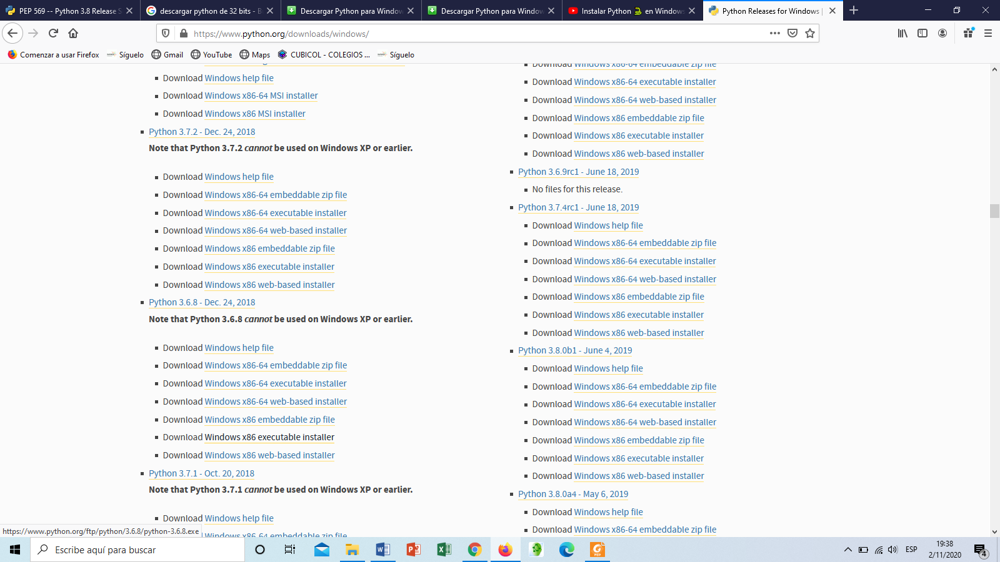 PEP 569 -- Python 3.8 Release S
descargar python de 32 bits - B
Descargar Python para Window
Descargar Python para Window
Instalar Python 🐍 en Windows
Python Releases for Windows |
https://www.python.org/downloads/windows/
Comenzar a usar Firefox
Síguelo
Gmail
YouTube
Maps
CUBICOL - COLEGIOS ...
Síguelo
Download Windows help file
Download Windows x86-64 MSI installer
Download Windows x86 MSI installer
Python 3.7.2 - Dec. 24, 2018
Note that Python 3.7.2 cannot be used on Windows XP or earlier.
Download Windows help file
Download Windows x86-64 embeddable zip file
Download Windows x86-64 executable installer
Download Windows x86-64 web-based installer
Download Windows x86 embeddable zip file
Download Windows x86 executable installer
Download Windows x86 web-based installer
Python 3.6.8 - Dec. 24, 2018
Note that Python 3.6.8 cannot be used on Windows XP or earlier.
Download Windows help file
Download Windows x86-64 embeddable zip file
Download Windows x86-64 executable installer
Download Windows x86-64 web-based installer
Download Windows x86 embeddable zip file
Download Windows x86 executable installer
Download Windows x86 web-based installer
Python 3.7.1 - Oct. 20, 2018
Note that Python 3.7.1 cannot be used on Windows XP or earlier.
Download Windows help file
Windows x86-64 embeddable zip file
Download Windows x86-64 embeddable zip file
Download Windows x86-64 executable installer
Download Windows x86-64 web-based installer
Download Windows x86 embeddable zip file
Download Windows x86 executable installer
Download Windows x86 web-based installer
Python 3.6.9rc1 - June 18, 2019
No files for this release.
Python 3.7.4rc1 - June 18, 2019
Download Windows help file
Download Windows x86-64 embeddable zip file
Download Windows x86-64 executable installer
Download Windows x86-64 web-based installer
Download Windows x86 embeddable zip file
Download Windows x86 executable installer
Download Windows x86 web-based installer
Python 3.8.0b1 - June 4, 2019
Download Windows help file
Download Windows x86-64 embeddable zip file
Download Windows x86-64 executable installer
Download Windows x86-64 web-based installer
Download Windows x86 embeddable zip file
Download Windows x86 executable installer
Download Windows x86 web-based installer
Python 3.8.0a4 - May 6, 2019
Download Windows help file
Download Windows x86-64 embeddable zip file
https://www.python.org/ftp/python/3.6.8/python-3.6.8.exe
Escribe aquí para buscar
ESP
19:38
2/11/2020
4